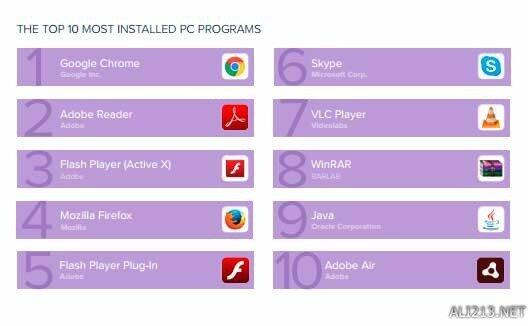 THE TOP 10 MOST INSTALLED PC PROGRAMS
1
Google Chrome
Google Inc.
2
Adobe Reader
Adobe
3
Flash Player (Active X)
Adobe
4
Mozilla Firefox
Mozilla
5
Flash Player Plug-In
Adobe
6
Skype
Microsoft Corp.
7
VLC Player
Videolabs
8
WinRAR
RARLAB
9
Java
Oracle Corporation
10
Adobe Air
Adobe
ALI213.NET